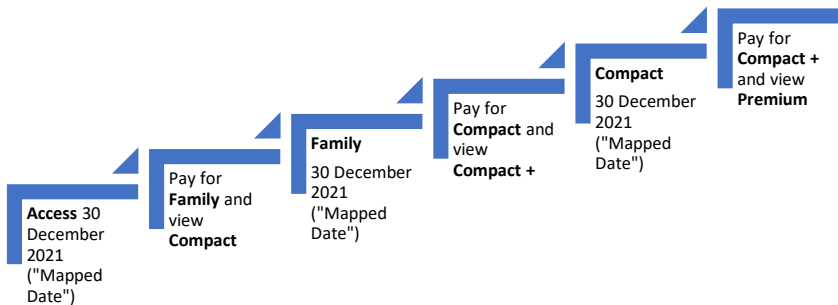 Access 30
December
2021
("Mapped
Date")
Pay for
Family and
view
Compact
Family
30 December
2021
("Mapped
Date")
Pay for
Compact and
view
Compact +
Compact
30 December
2021
("Mapped
Date")
Pay for
Compact +
and view
Premium